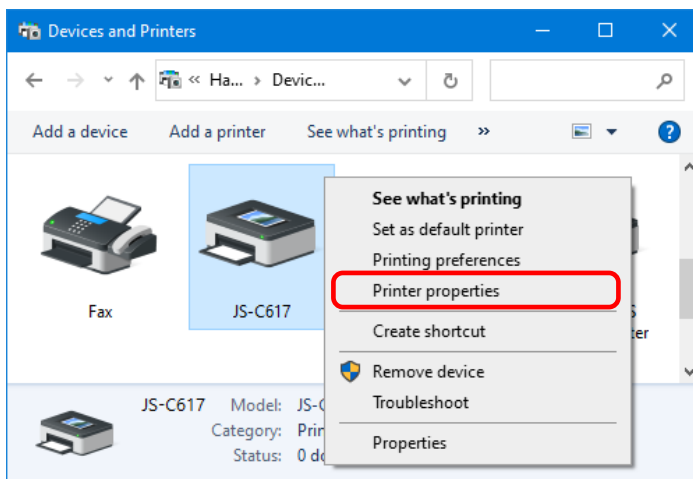 Devices and Printers
« Ha... › Devic...
Add a device Add a printer See what's printing »
See what's printing
Set as default printer
Printing preferences
Printer properties
Create shortcut
Remove device
Troubleshoot
Properties
Fax
JS-C617
JS-C617 Model:
Category:
Status: 0